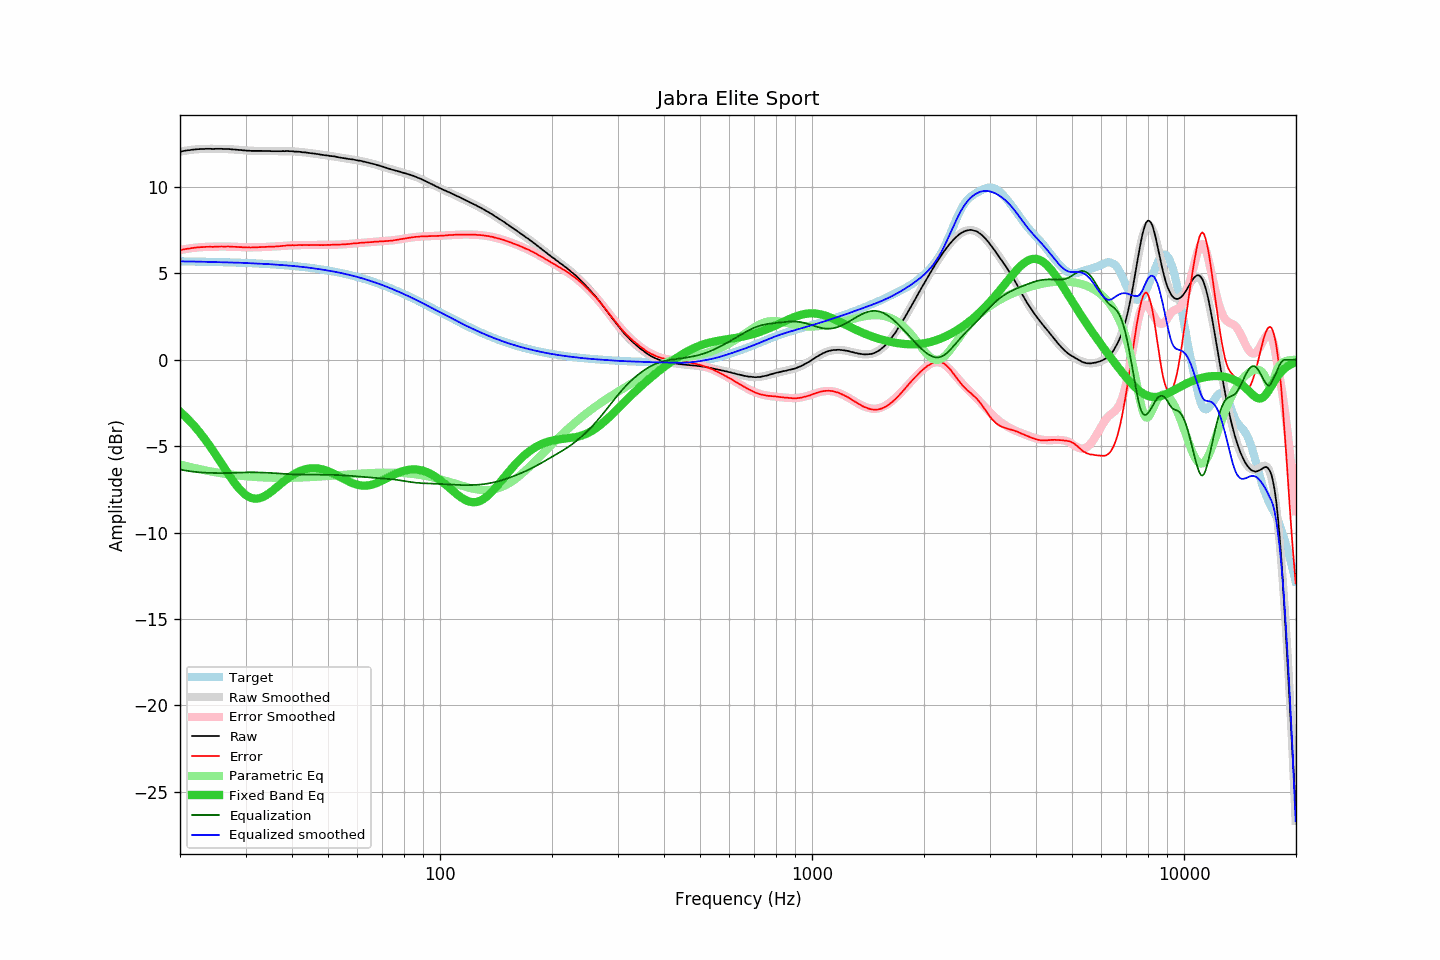 Jabra Elite Sport
Amplitude (dBr)
10
5
0
−5
−10
−15
−20
−25
Target
Raw Smoothed
Error Smoothed
Raw
Error
Parametric Eq
Fixed Band Eq
Equalization
Equalized smoothed
100
1000
10000
Frequency (Hz)